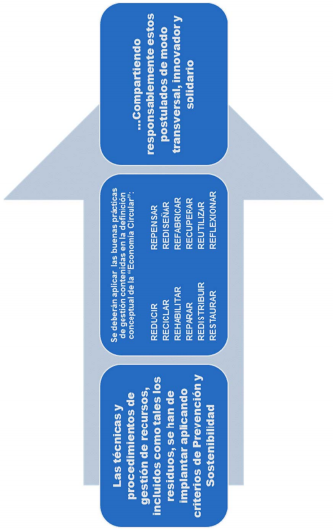 Las técnicas y
procedimientos de
gestión de recursos,
incluidos como tales los
residuos, se han de
implantar aplicando
criterios de Prevención y
Sostenibilidad
Se deberán aplicar las buenas prácticas
de gestión contenidas en la definición
conceptual de la "Economía Circular":
REDUCIR REPENSAR
RECICLAR REDISEÑAR
REHABILITAR REFABRICAR
REPARAR RECUPERAR
REDISTRIBUIR REUTILIZAR
RESTAURAR REFLEXIONAR
...Compartiendo
responsablemente estos
postulados de modo
transversal, innovador y
solidario